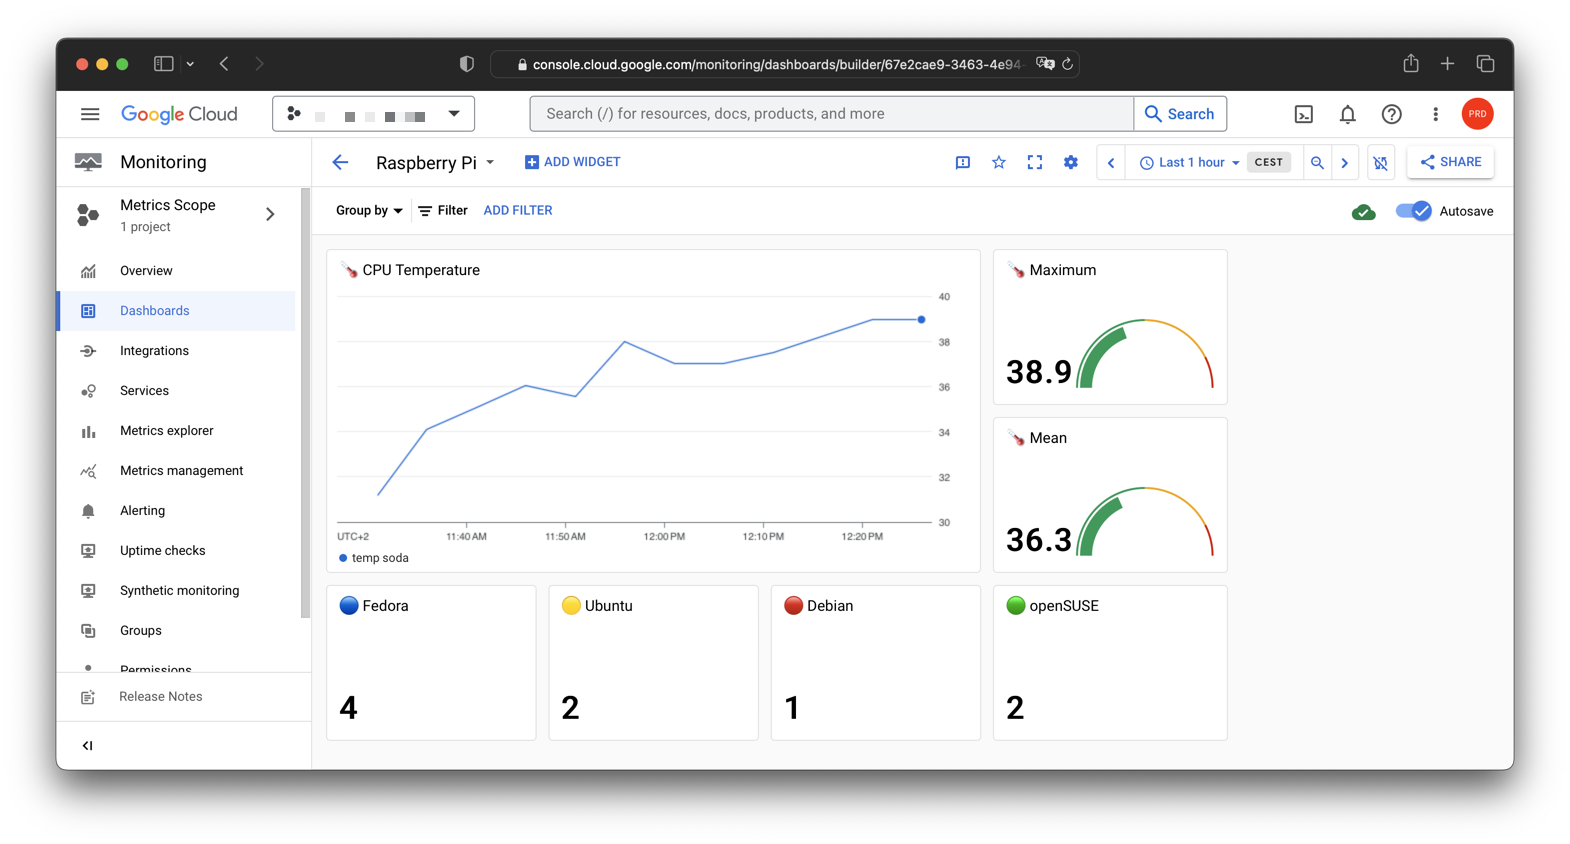 console.cloud.google.com/monitoring/dashboards/builder/67e2cae9-3463-4e94-
Google Cloud
Search (/) for resources, docs, products, and more
Search
PRD
Monitoring
Raspberry Pi
ADD WIDGET
Last 1 hour
CEST
SHARE
Metrics Scope
1 project
Group by
Filter
ADD FILTER
Autosave
Overview
Dashboards
Integrations
Services
Metrics explorer
Metrics management
Alerting
Uptime checks
Synthetic monitoring
Groups
Permissions
Release Notes
CPU Temperature
40
38
36
34
32
30
UTC+2
11:40 AM
11:50 AM
12:00 PM
12:10 PM
12:20 PM
temp soda
Maximum
38.9
Mean
36.3
Fedora
4
Ubuntu
2
Debian
1
openSUSE
2